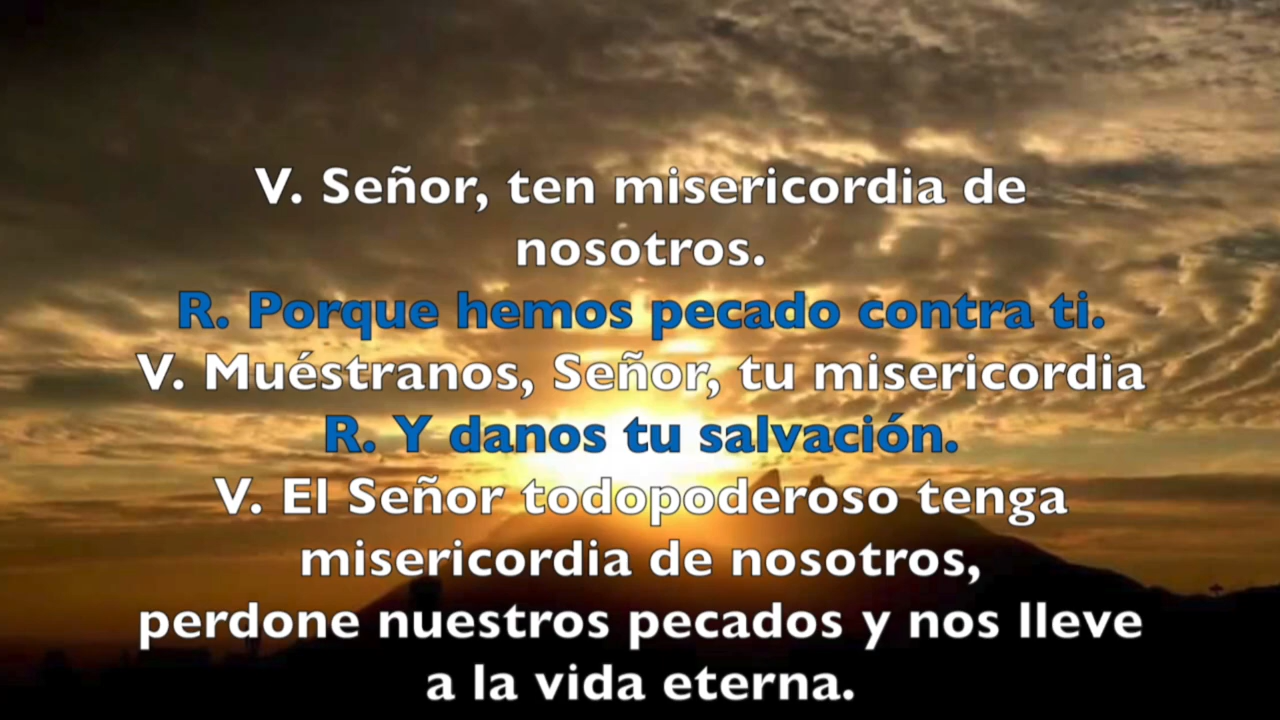 V. Señor, ten misericordia de
nosotros.
R. Porque hemos pecado contra ti.
V. Muéstranos, Señor, tu misericordia
R. Y danos tu salvación.
V. El Señor todopoderoso tenga
misericordia de nosotros,
perdone nuestros pecados y nos lleve
a la vida eterna.